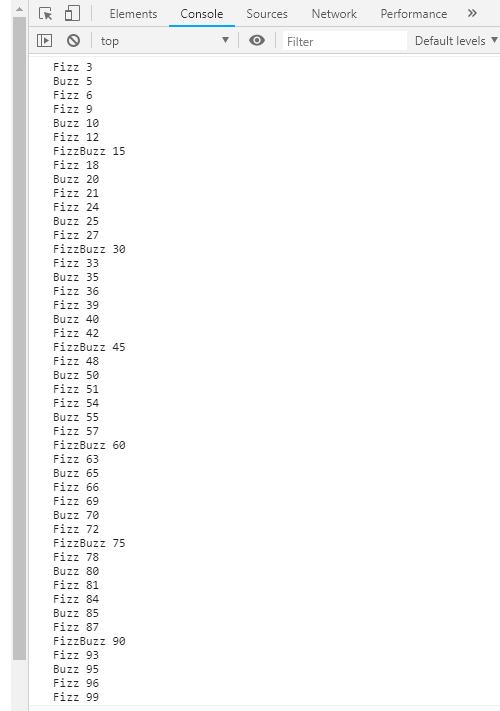 Elements Console Sources Network Performance »
top Filter Default levels
Fizz 3
Buzz 5
Fizz 6
Fizz 9
Buzz 10
Fizz 12
FizzBuzz 15
Fizz 18
Buzz 20
Fizz 21
Fizz 24
Buzz 25
Fizz 27
FizzBuzz 30
Fizz 33
Buzz 35
Fizz 36
Fizz 39
Buzz 40
Fizz 42
FizzBuzz 45
Fizz 48
Buzz 50
Fizz 51
Fizz 54
Buzz 55
Fizz 57
FizzBuzz 60
Fizz 63
Buzz 65
Fizz 66
Fizz 69
Buzz 70
Fizz 72
FizzBuzz 75
Fizz 78
Buzz 80
Fizz 81
Fizz 84
Buzz 85
Fizz 87
FizzBuzz 90
Fizz 93
Buzz 95
Fizz 96
Fizz 99